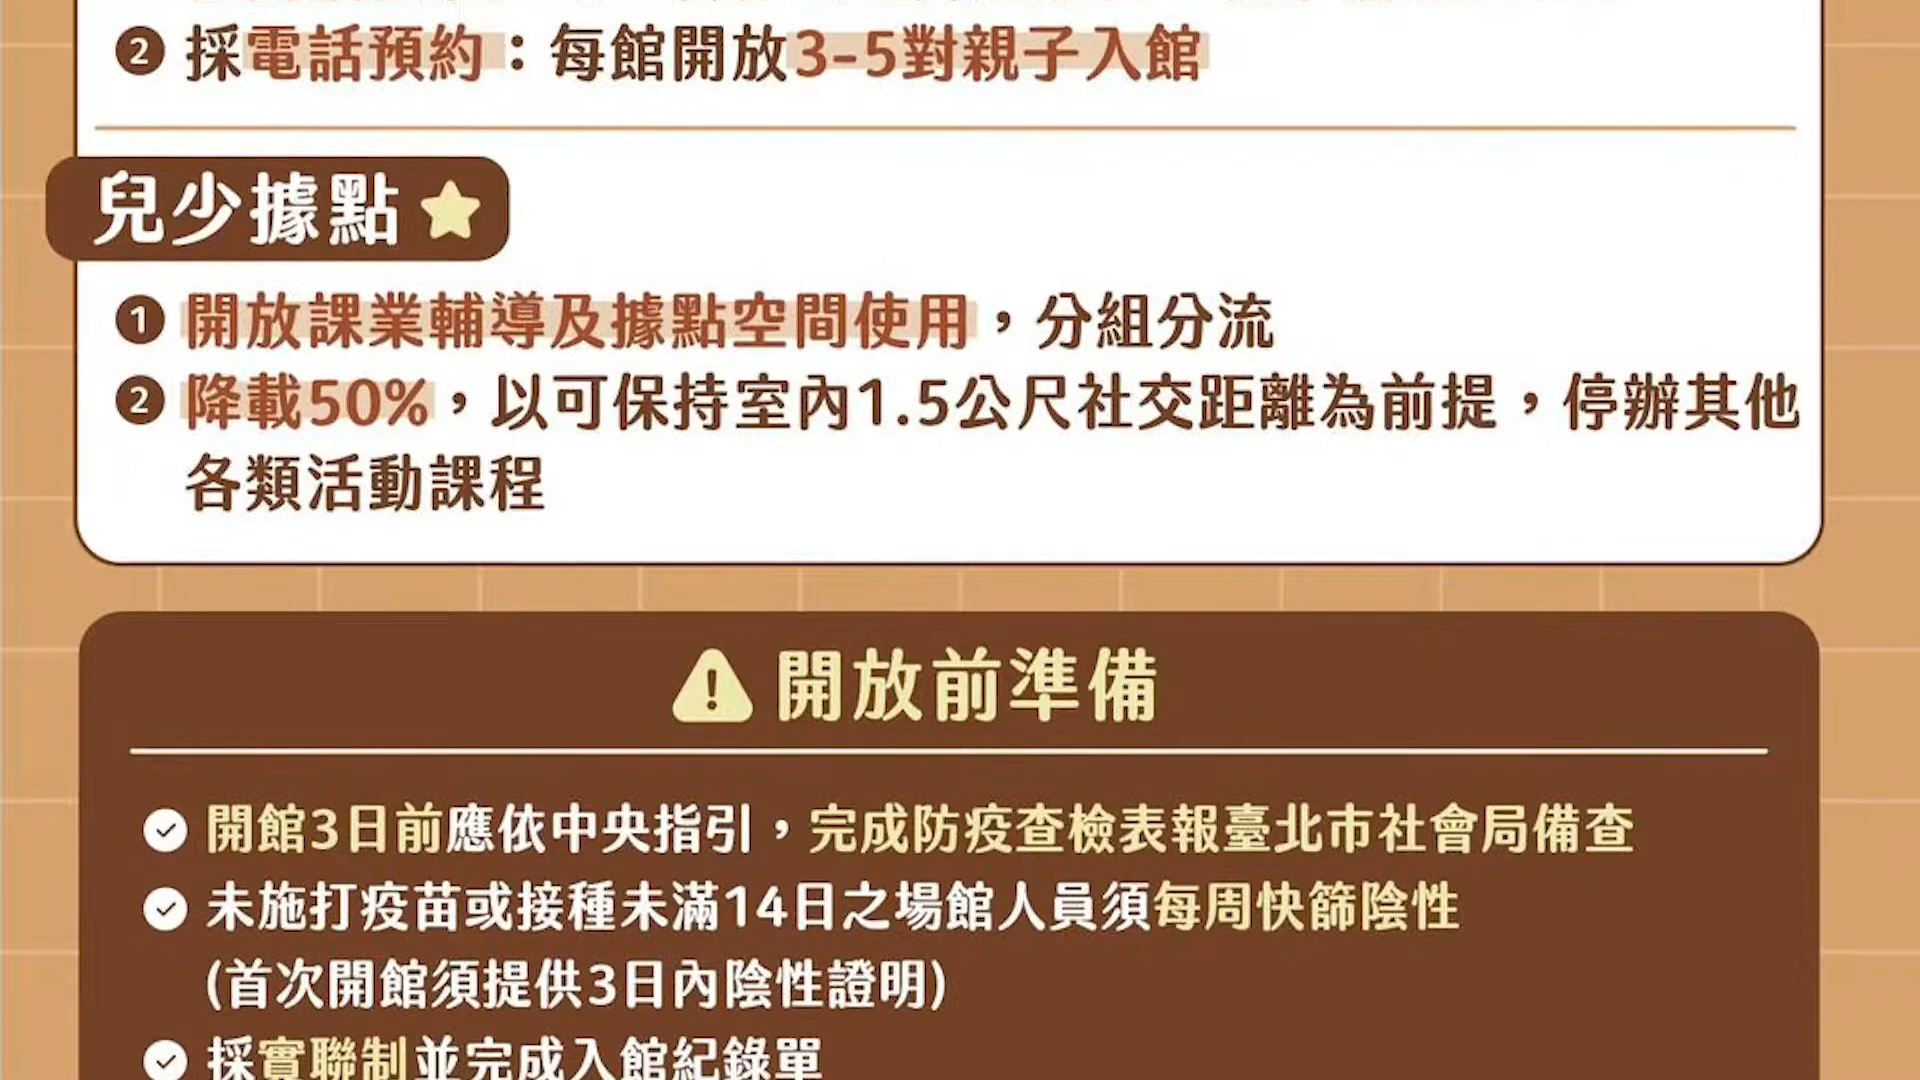 ❷ 採電話預約：每館開放3-5對親子入館
兒少據點
❶ 開放課業輔導及據點空間使用，分組分流
❷ 降載50%，以可保持室內1.5公尺社交距離為前提，停辦其他
各類活動課程
開放前準備
開館3日前應依中央指引，完成防疫查檢表報臺北市社會局備查
未施打疫苗或接種未滿14日之場館人員須每周快篩陰性
(首次開館須提供3日內陰性證明)
採實聯制並完成入館紀錄單